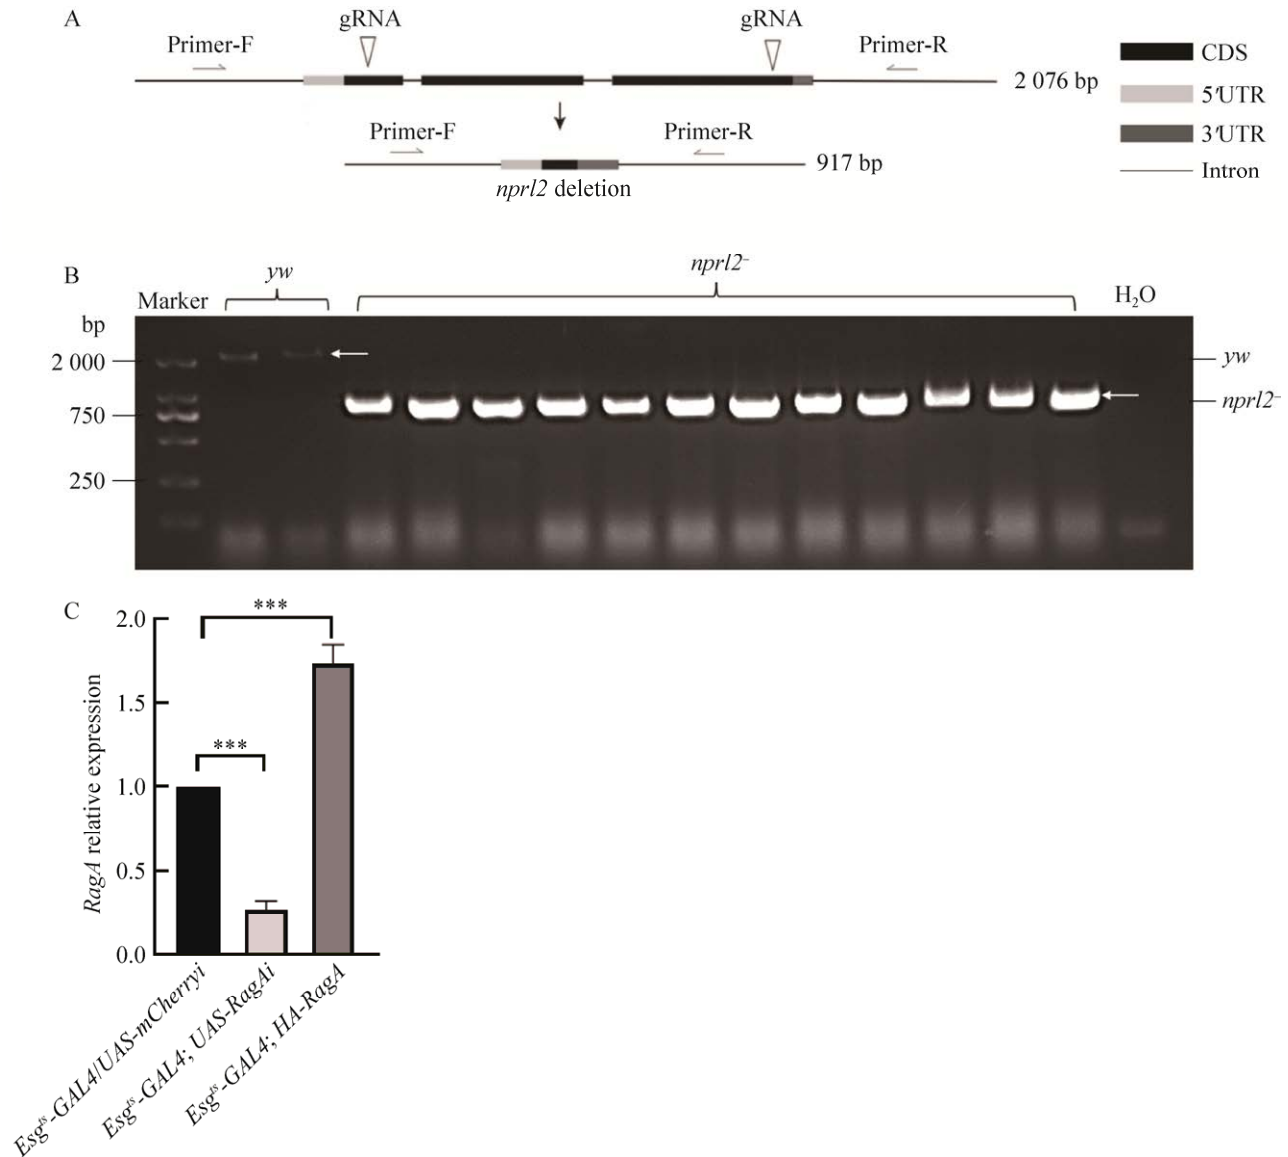 A
gRNA
gRNA
Primer-F
Primer-R
CDS
2 076 bp
5′UTR
Primer-F
Primer-R
3′UTR
917 bp
Intron
nprl2 deletion
B
yw
nprl2⁻
Marker
H₂O
bp
2 000
yw
750
nprl2⁻
250
C
2.0
***
1.5
***
1.0
0.5
0.0
RagA relative expression
Esgᵗˢ-GAL4/UAS-mCherryi
Esgᵗˢ-GAL4; UAS-RagAi
Esgᵗˢ-GAL4; HA-RagA